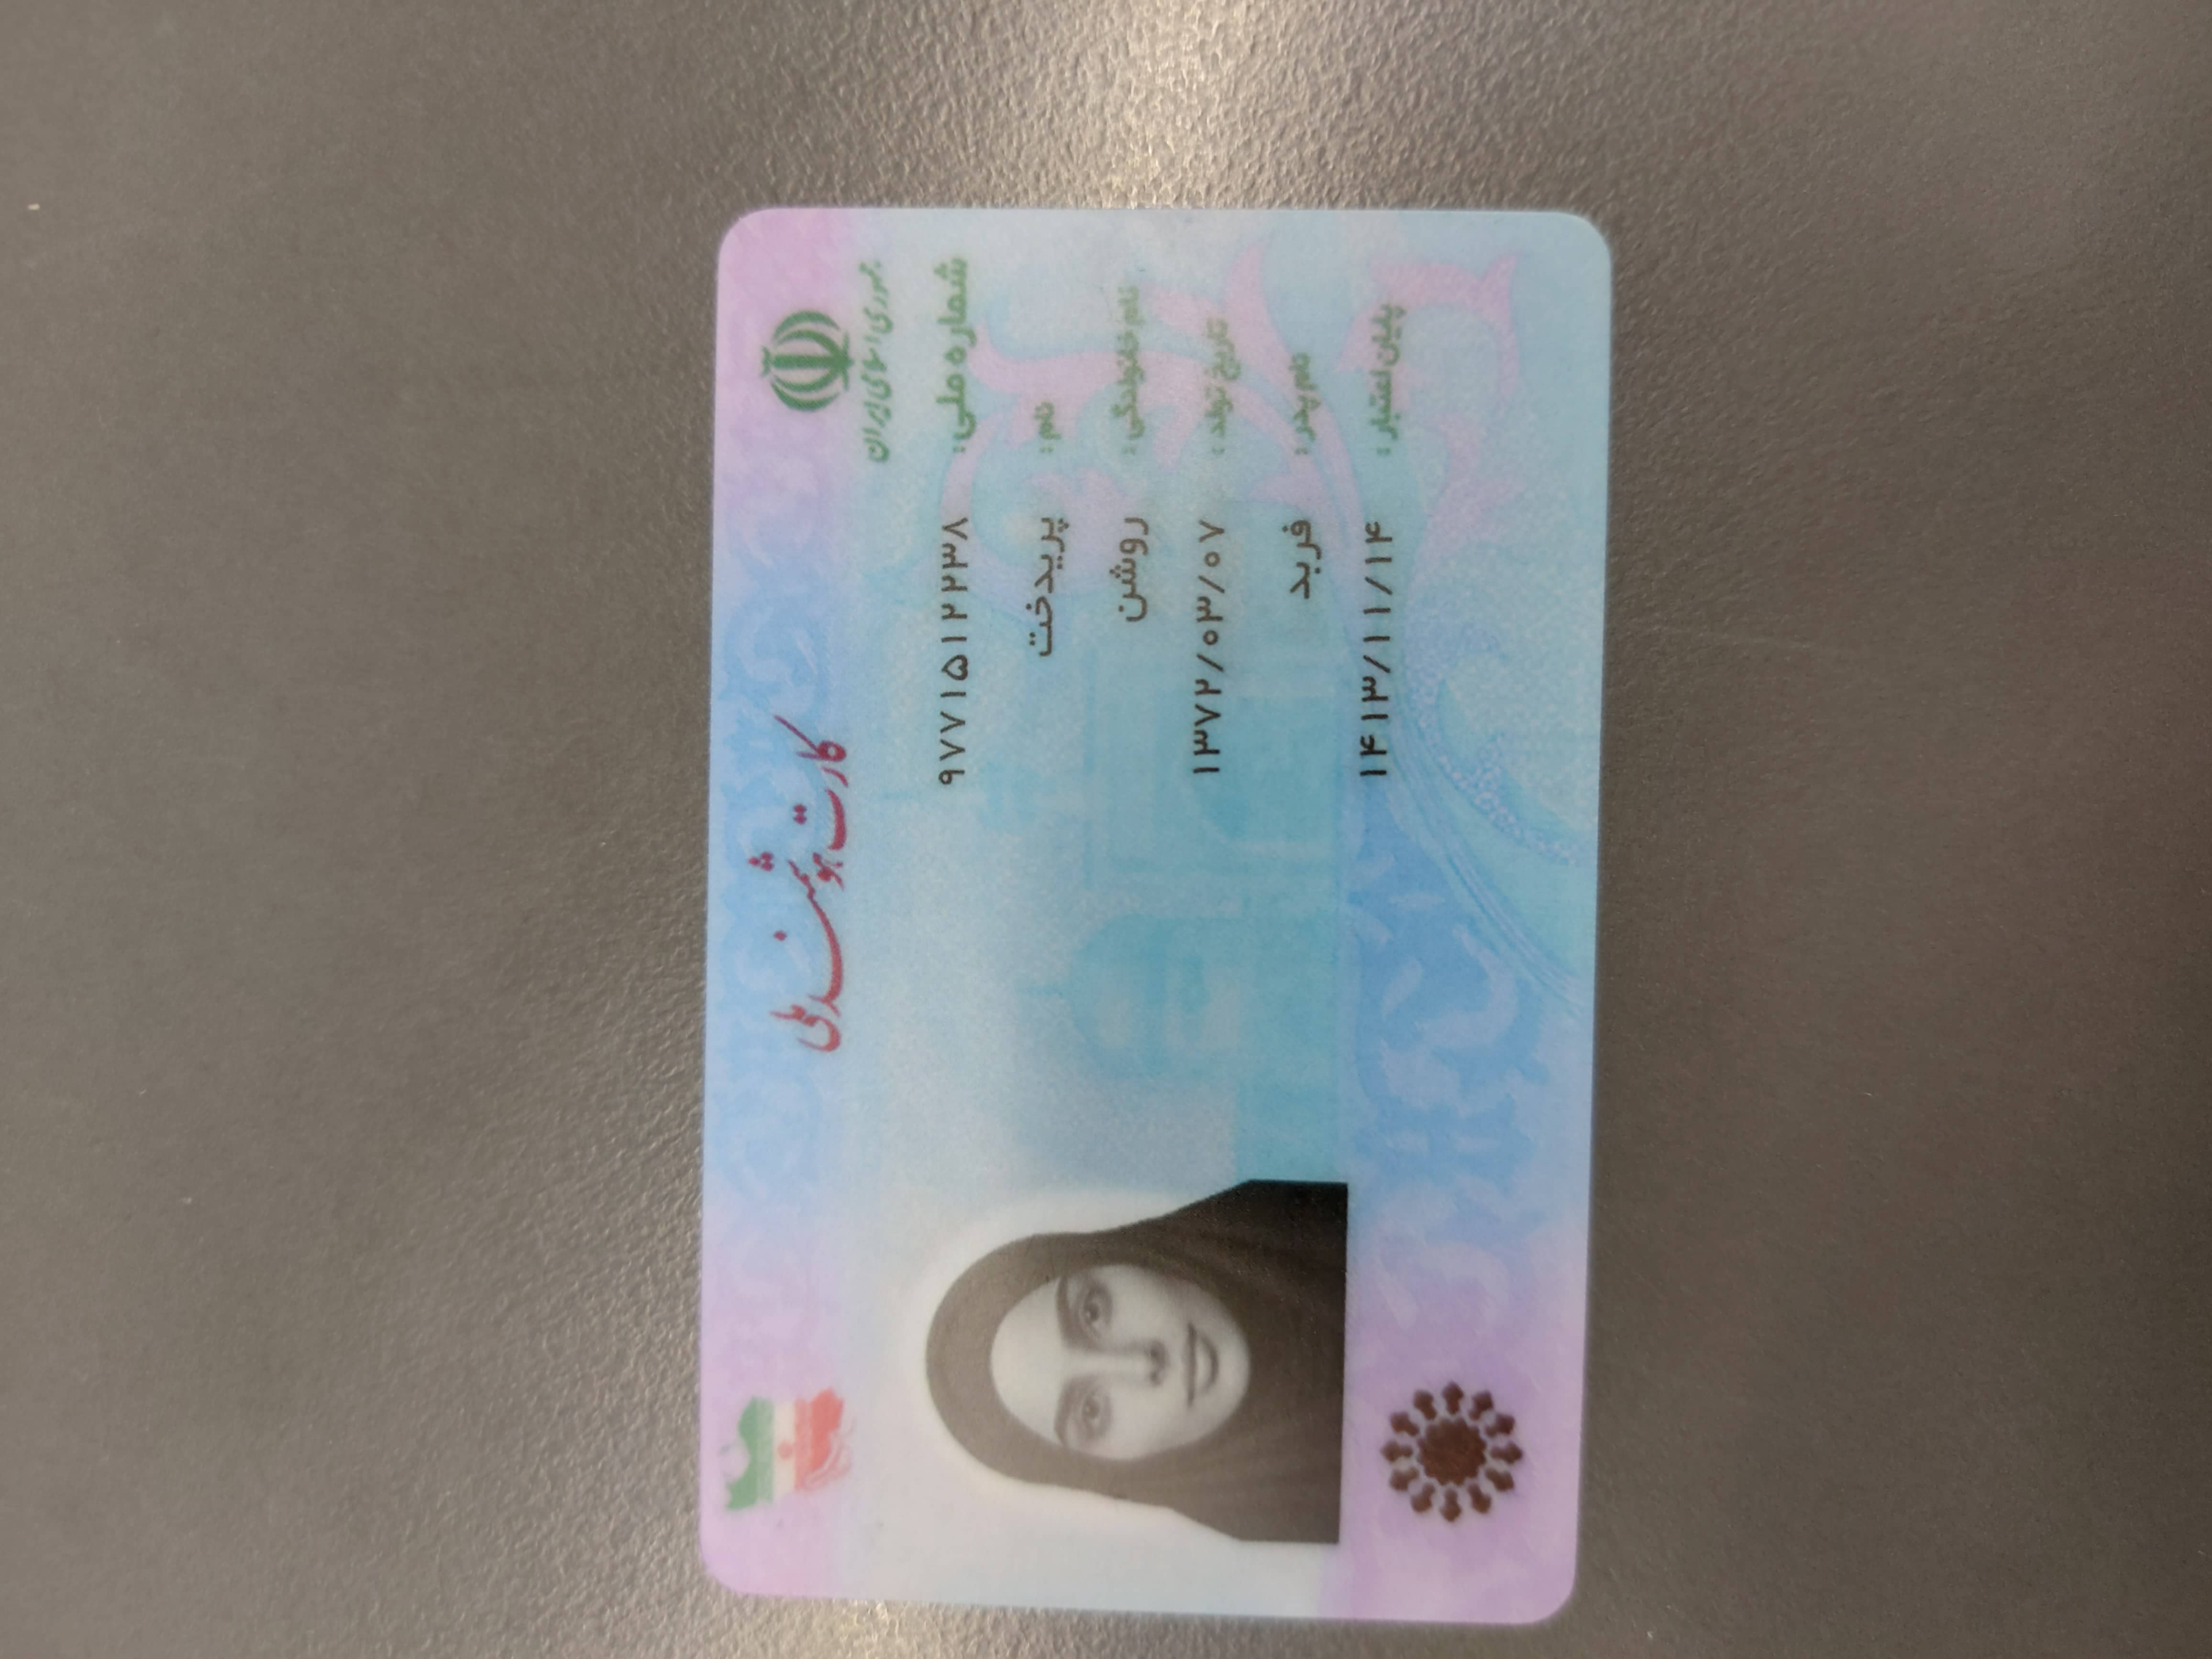 جمهوری اسلامی ایران
کارت هوشمند ملی
شماره ملی: ۹۷۷۱۵۱۲۲۳۸
نام: پریدخت
نام خانوادگی: روشن
تاریخ تولد: ۱۳۷۲/۰۳/۰۷
نام پدر: فربد
پایان اعتبار: ۱۴۱۳/۱۱/۱۴